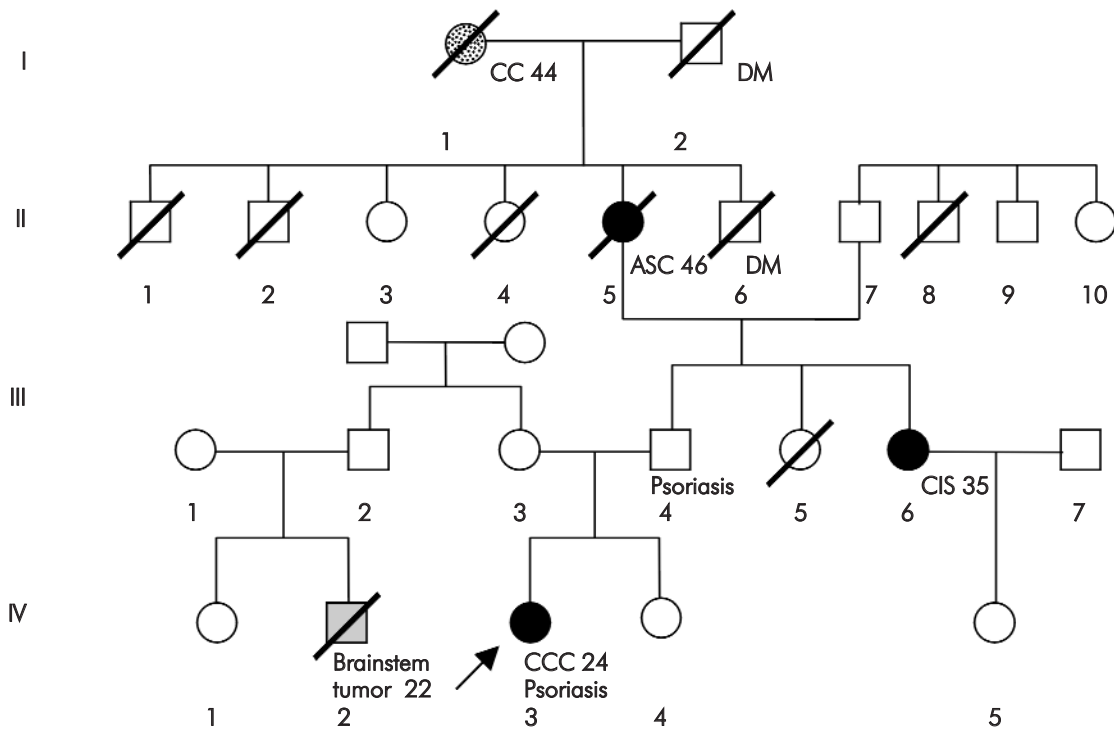 I
CC 44
DM
1 2
II
ASC 46 DM
1 2 3 4 5 6 7 8 9 10
III
Psoriasis
CIS 35
1 2 3 4 5 6 7
IV
Brainstem
tumor 22
CCC 24
Psoriasis
1 2 3 4 5